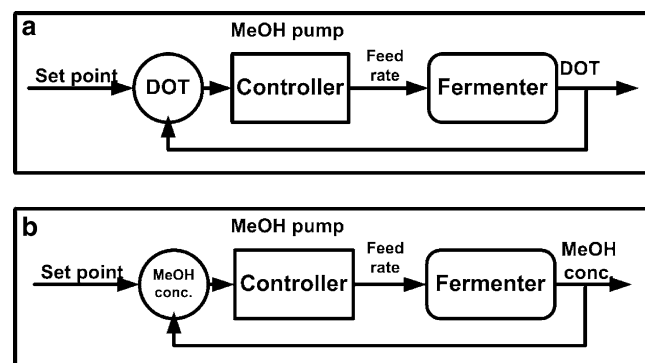 a
MeOH pump
Set point
DOT
Controller
Feed
rate
Fermenter
DOT
b
MeOH pump
Set point
MeOH
conc.
Controller
Feed
rate
Fermenter
MeOH
conc.